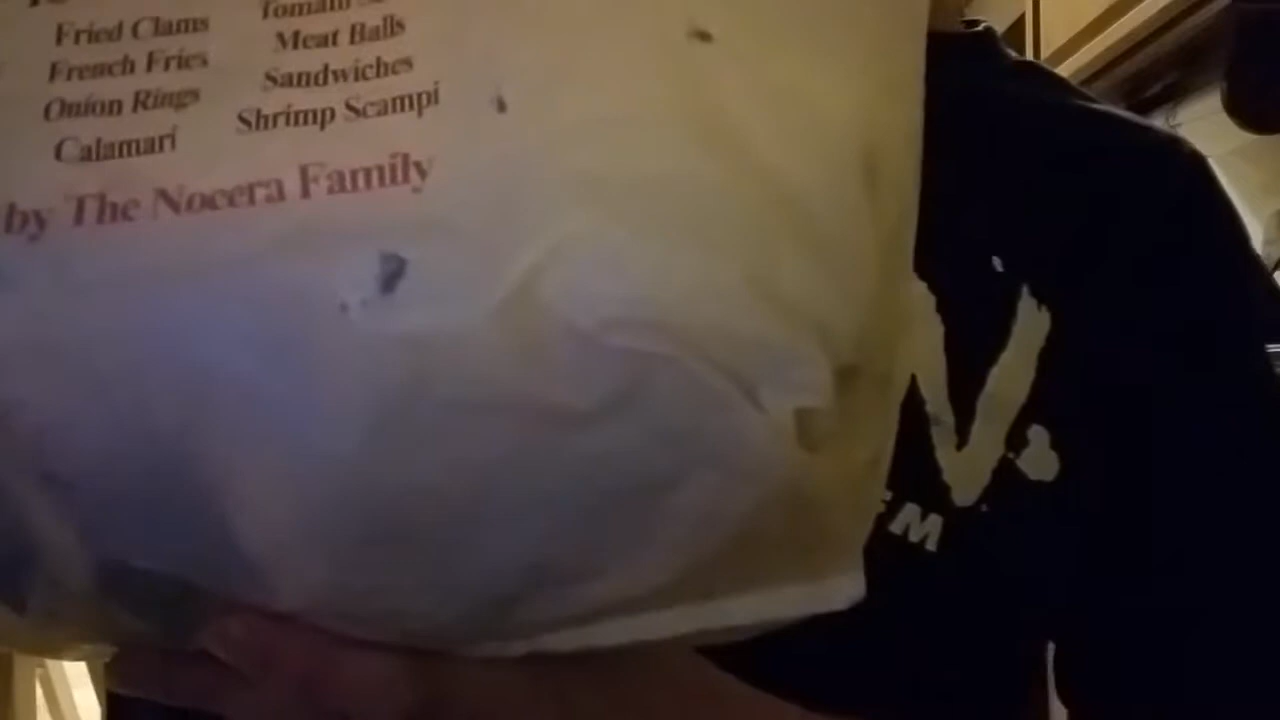 Fried Clams
French Fries
Onion Rings
Calamari
Meat Balls
Sandwiches
Shrimp Scampi
by The Nocera Family
M